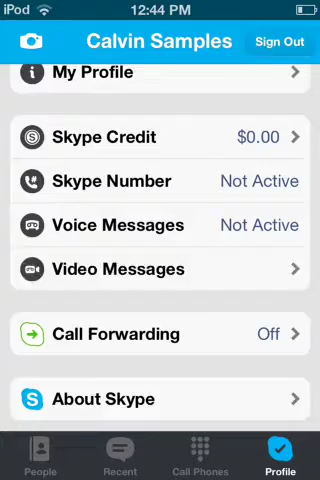 iPod 12:44 PM
Calvin Samples Sign Out
My Profile
Skype Credit $0.00
Skype Number Not Active
Voice Messages Not Active
Video Messages
Call Forwarding Off
About Skype
People Recent Call Phones Profile